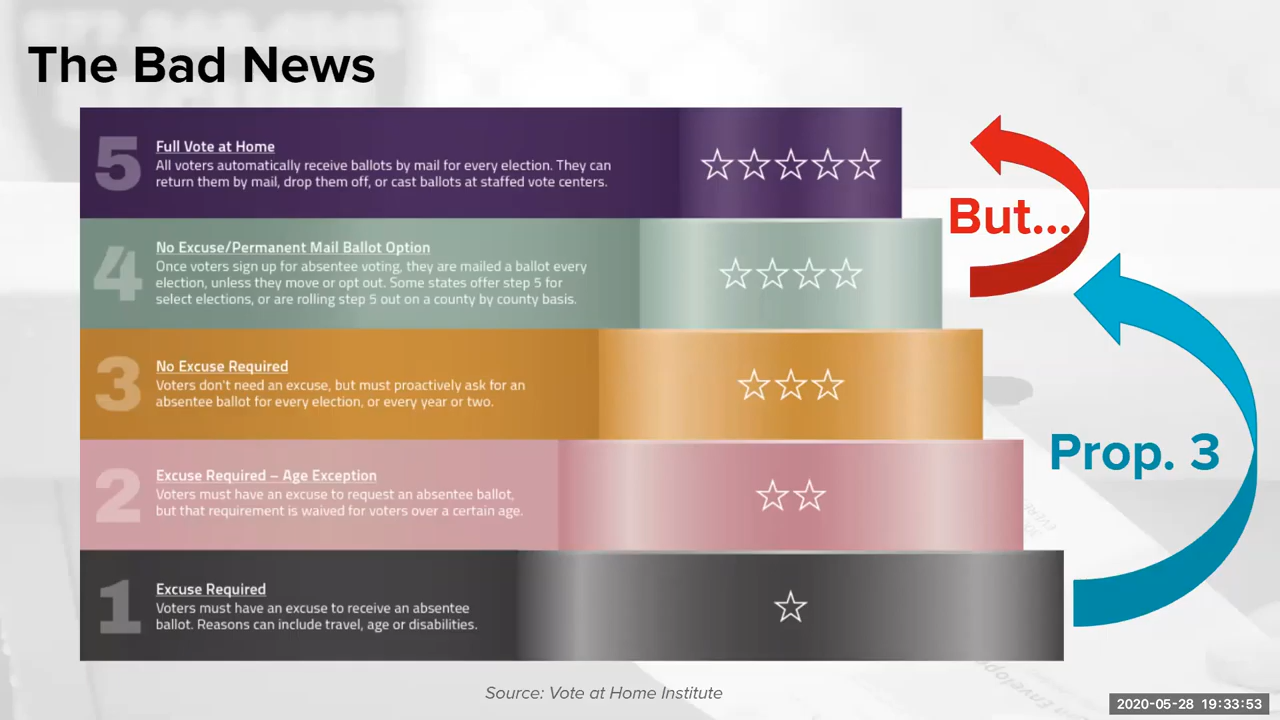 The Bad News
5
Full Vote at Home
All voters automatically receive ballots by mail for every election. They can
return them by mail, drop them off, or cast ballots at staffed vote centers.
But...
4
No Excuse/Permanent Mail Ballot Option
Once voters sign up for absentee voting, they are mailed a ballot every
election, unless they move or opt out. Some states offer step 5 for
select elections, or are rolling step 5 out on a county by county basis.
3
No Excuse Required
Voters don't need an excuse, but must proactively ask for an
absentee ballot for every election, or every year or two.
Prop. 3
2
Excuse Required – Age Exception
Voters must have an excuse to request an absentee ballot,
but that requirement is waived for voters over a certain age.
1
Excuse Required
Voters must have an excuse to receive an absentee
ballot. Reasons can include travel, age or disabilities.
Source: Vote at Home Institute
2020-05-28 19:33:53